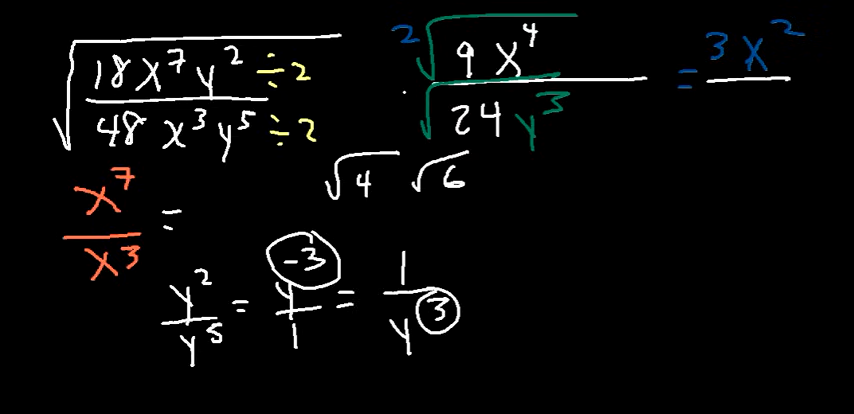 √(18x⁷y² ÷2 / 48x³y⁵ ÷2)
²√(9x⁴) / √(24y³) = 3x²
√4 √6
x⁷/x³ =
y²/y⁵ = y⁻³/1 = 1/y³